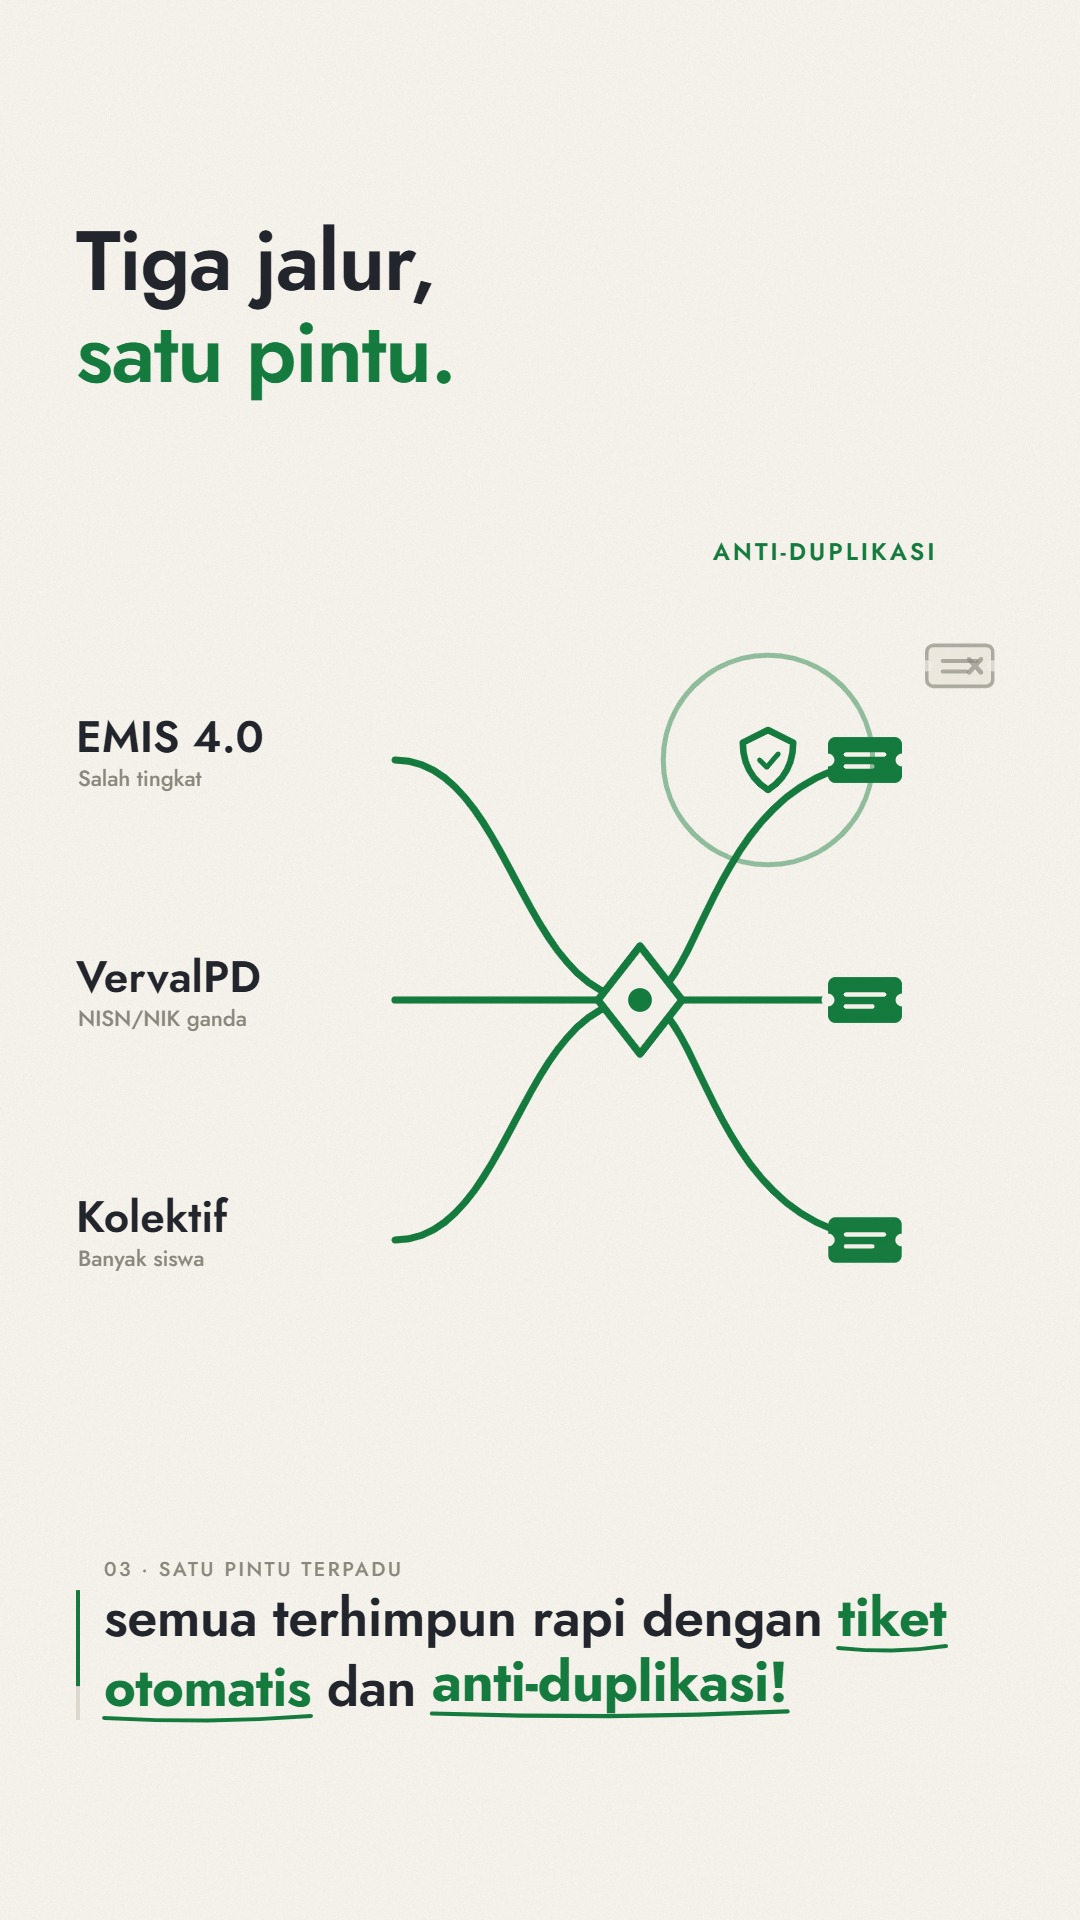 Tiga jalur,
satu pintu.
ANTI-DUPLIKASI
EMIS 4.0
Salah tingkat
VervalPD
NISN/NIK ganda
Kolektif
Banyak siswa
03 · SATU PINTU TERPADU
semua terhimpun rapi dengan tiket
otomatis dan anti-duplikasi!